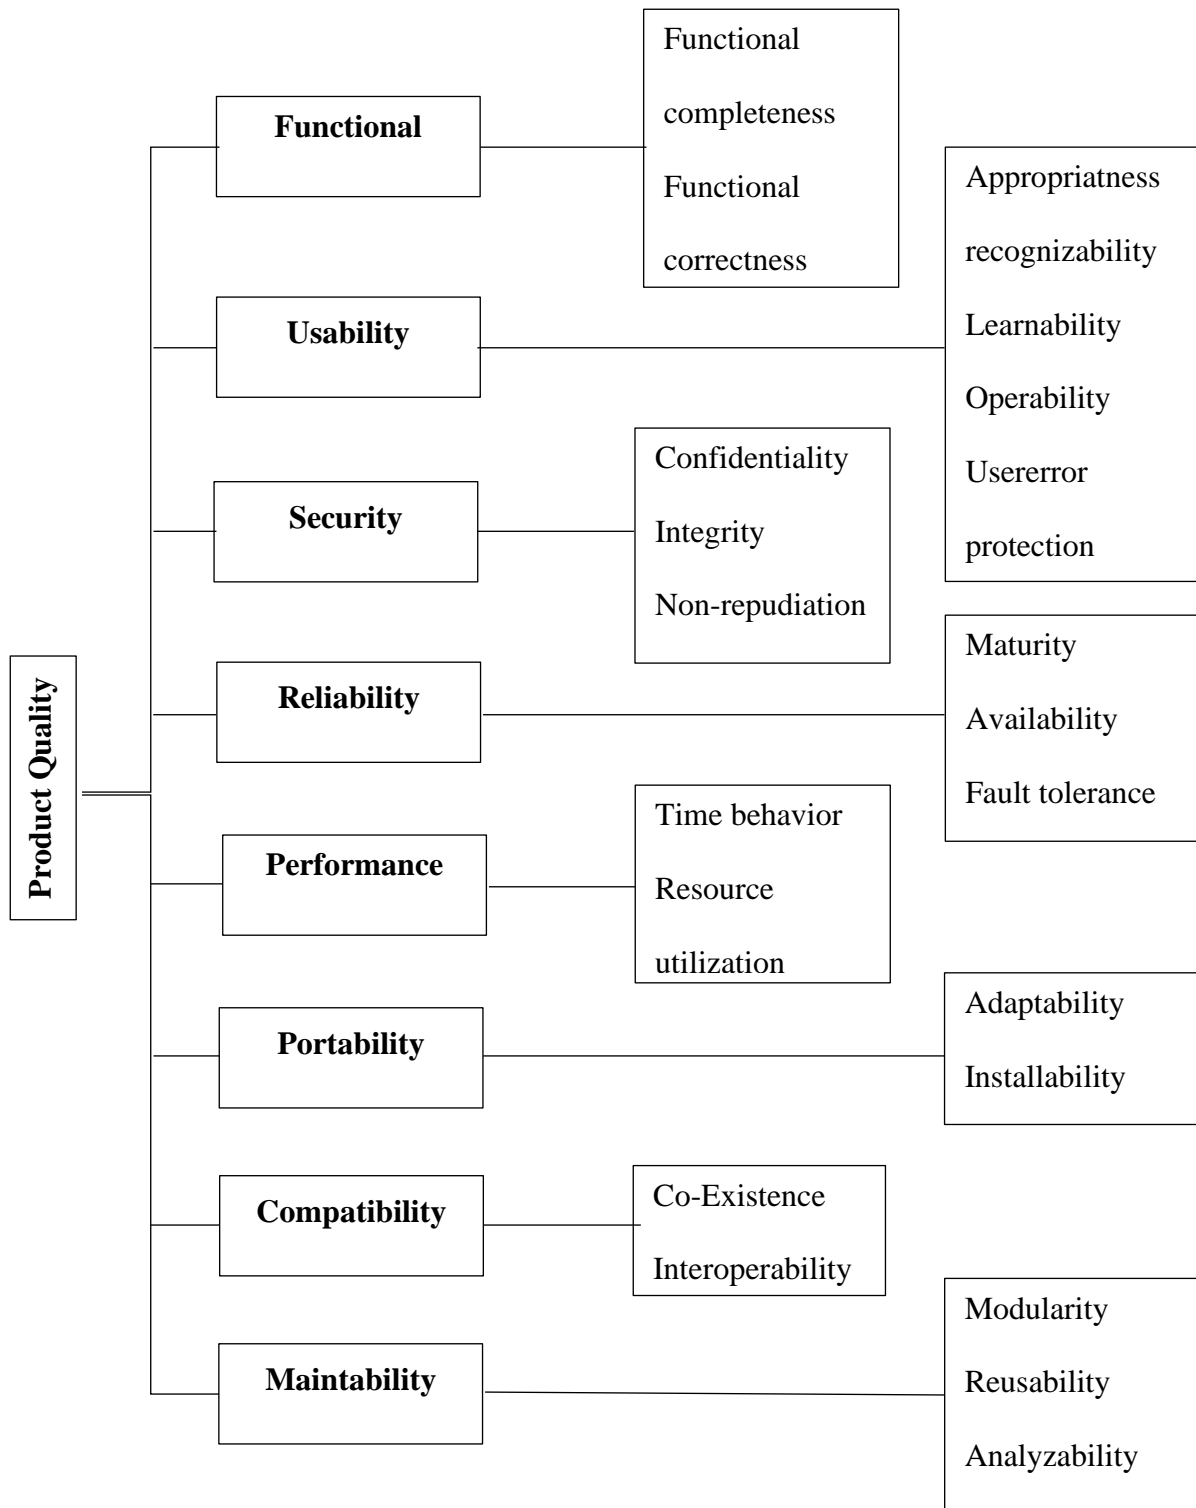 Product Quality
Functional
Functional
completeness
Functional
correctness
Usability
Appropriatness
recognizability
Learnability
Operability
Usererror
protection
Security
Confidentiality
Integrity
Non-repudiation
Reliability
Maturity
Availability
Fault tolerance
Performance
Time behavior
Resource
utilization
Portability
Adaptability
Installability
Compatibility
Co-Existence
Interoperability
Maintability
Modularity
Reusability
Analyzability